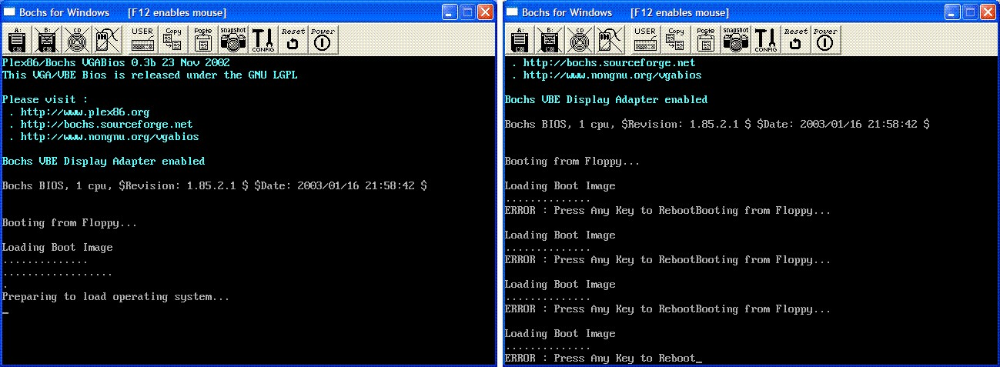 Bochs for Windows [F12 enables mouse]
A: B: CD USER Copy Paste snapshot CONFIG Reset Power
Plex86/Bochs VGABios 0.3b 23 Nov 2002
This VGA/VBE Bios is released under the GNU LGPL
Please visit :
. http://www.plex86.org
. http://bochs.sourceforge.net
. http://www.nongnu.org/vgabios
Bochs VBE Display Adapter enabled
Bochs BIOS, 1 cpu, $Revision: 1.85.2.1 $ $Date: 2003/01/16 21:58:42 $
Booting from Floppy...
Loading Boot Image
..............
..................
.
Preparing to load operating system...
_
Bochs for Windows [F12 enables mouse]
A: B: CD USER Copy Paste snapshot CONFIG Reset Power
. http://bochs.sourceforge.net
. http://www.nongnu.org/vgabios
Bochs VBE Display Adapter enabled
Bochs BIOS, 1 cpu, $Revision: 1.85.2.1 $ $Date: 2003/01/16 21:58:42 $
Booting from Floppy...
Loading Boot Image
..............
ERROR : Press Any Key to RebootBooting from Floppy...
Loading Boot Image
..............
ERROR : Press Any Key to RebootBooting from Floppy...
Loading Boot Image
..............
ERROR : Press Any Key to RebootBooting from Floppy...
Loading Boot Image
..............
ERROR : Press Any Key to Reboot_